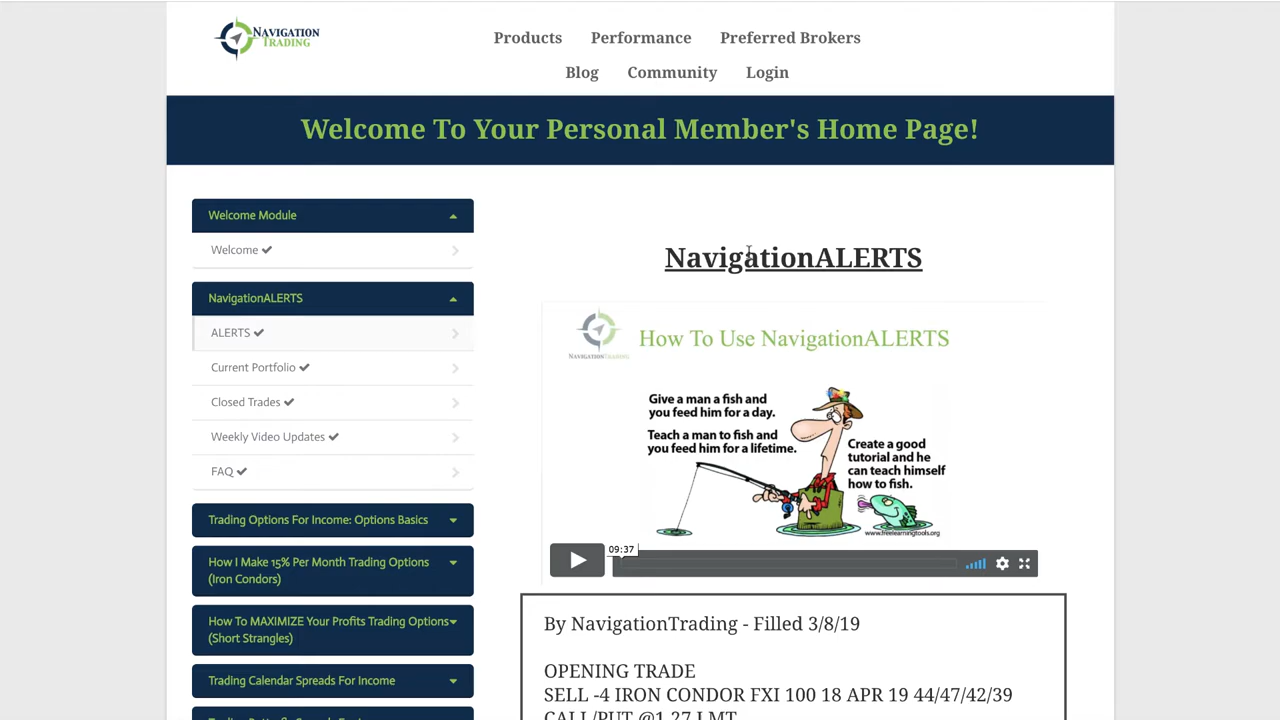 NAVIGATION
TRADING
Products Performance Preferred Brokers
Blog Community Login
Welcome To Your Personal Member's Home Page!
Welcome Module
Welcome
NavigationALERTS
ALERTS
Current Portfolio
Closed Trades
Weekly Video Updates
FAQ
Trading Options For Income: Options Basics
How I Make 15% Per Month Trading Options
(Iron Condors)
How To MAXIMIZE Your Profits Trading Options
(Short Strangles)
Trading Calendar Spreads For Income
NavigationALERTS
NAVIGATIONTRADING
How To Use NavigationALERTS
Give a man a fish and
you feed him for a day.
Teach a man to fish and
you feed him for a lifetime.
Create a good
tutorial and he
can teach himself
how to fish.
www.freelearningtools.org
09:37
By NavigationTrading - Filled 3/8/19
OPENING TRADE
SELL -4 IRON CONDOR FXI 100 18 APR 19 44/47/42/39
CALL/PUT @1.27 LMT